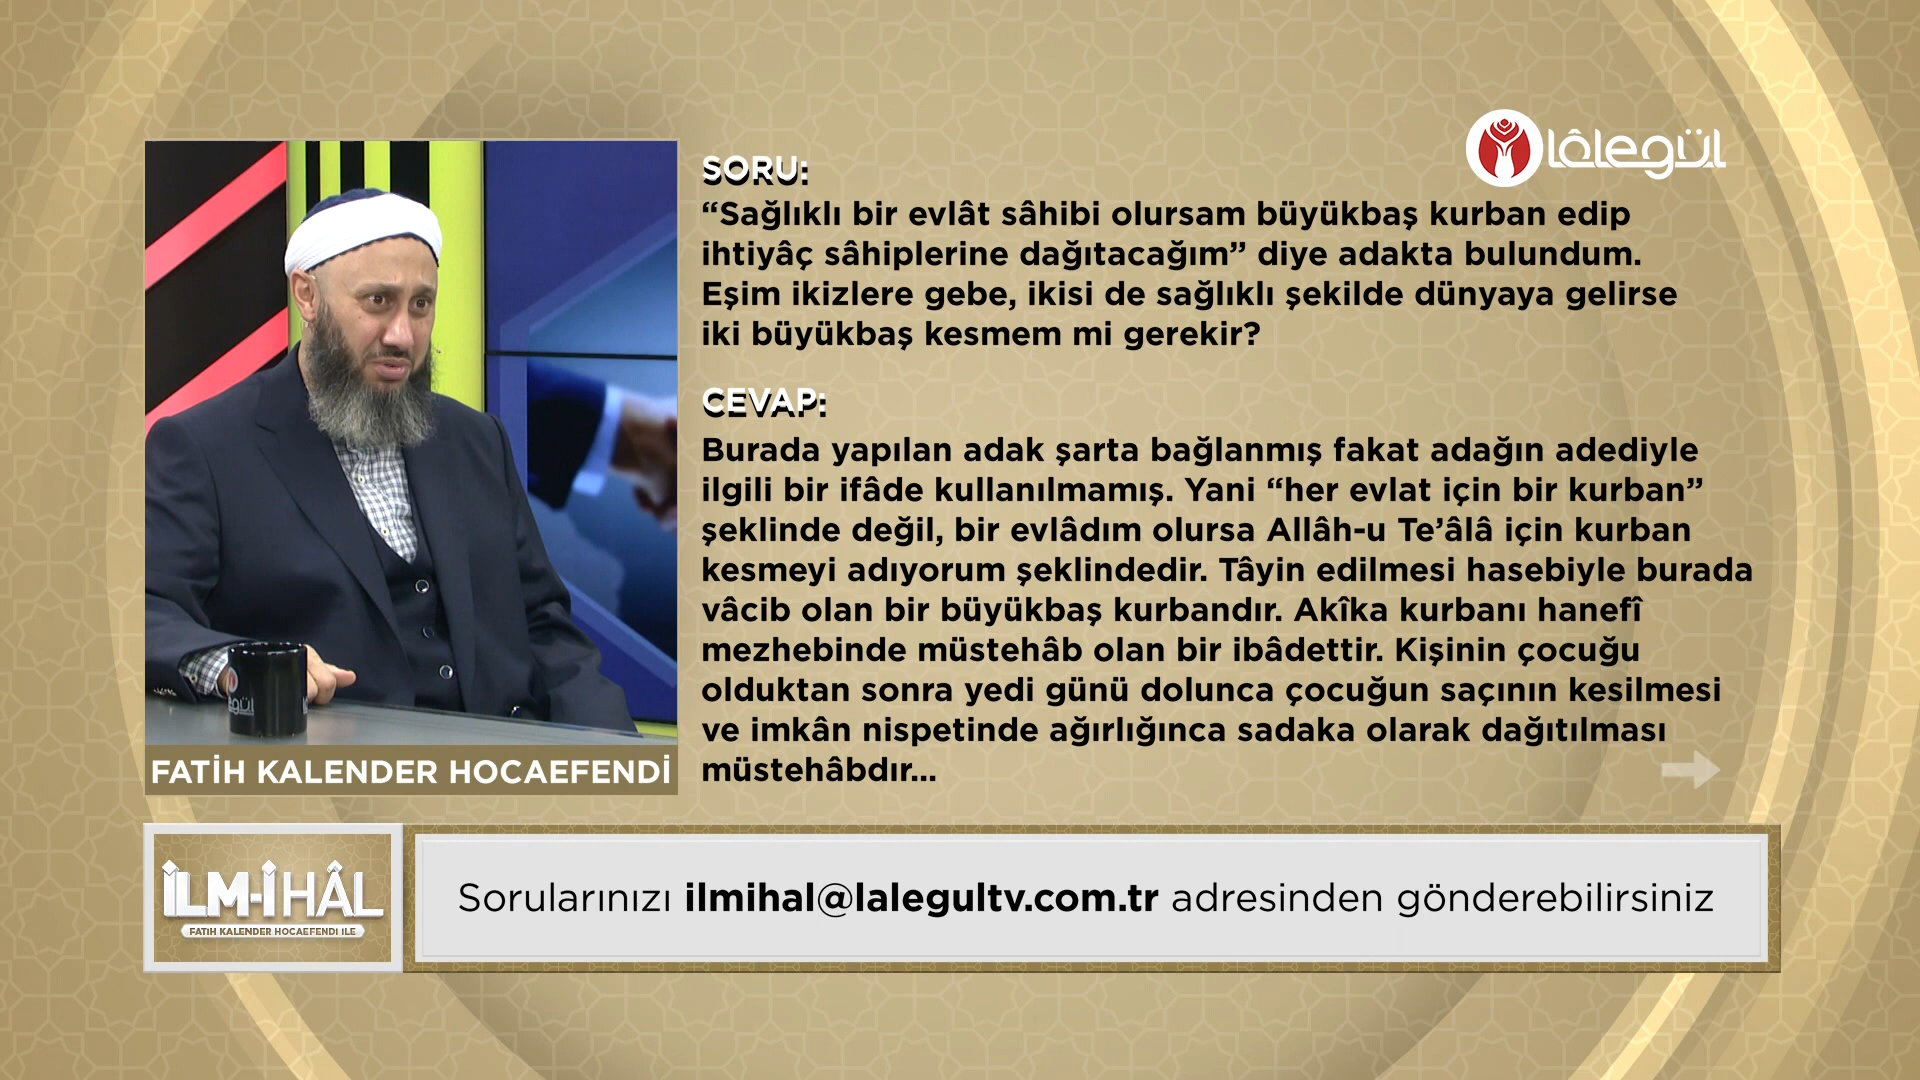 lâlegül
SORU:
“Sağlıklı bir evlât sâhibi olursam büyükbaş kurban edip
ihtiyâç sâhiplerine dağıtacağım” diye adakta bulundum.
Eşim ikizlere gebe, ikisi de sağlıklı şekilde dünyaya gelirse
iki büyükbaş kesmem mi gerekir?
CEVAP:
Burada yapılan adak şarta bağlanmış fakat adağın adediyle
ilgili bir ifâde kullanılmamış. Yani “her evlat için bir kurban”
şeklinde değil, bir evlâdım olursa Allâh-u Te’âlâ için kurban
kesmeyi adıyorum şeklindedir. Tâyin edilmesi hasebiyle burada
vâcib olan bir büyükbaş kurbandır. Akîka kurbanı hanefî
mezhebinde müstehâb olan bir ibâdettir. Kişinin çocuğu
olduktan sonra yedi günü dolunca çocuğun saçının kesilmesi
ve imkân nispetinde ağırlığınca sadaka olarak dağıtılması
müstehâbdır...
FATİH KALENDER HOCAEFENDİ
İLM-İHÂL
FATİH KALENDER HOCAEFENDİ İLE
Sorularınızı ilmihal@lalegultv.com.tr adresinden gönderebilirsiniz